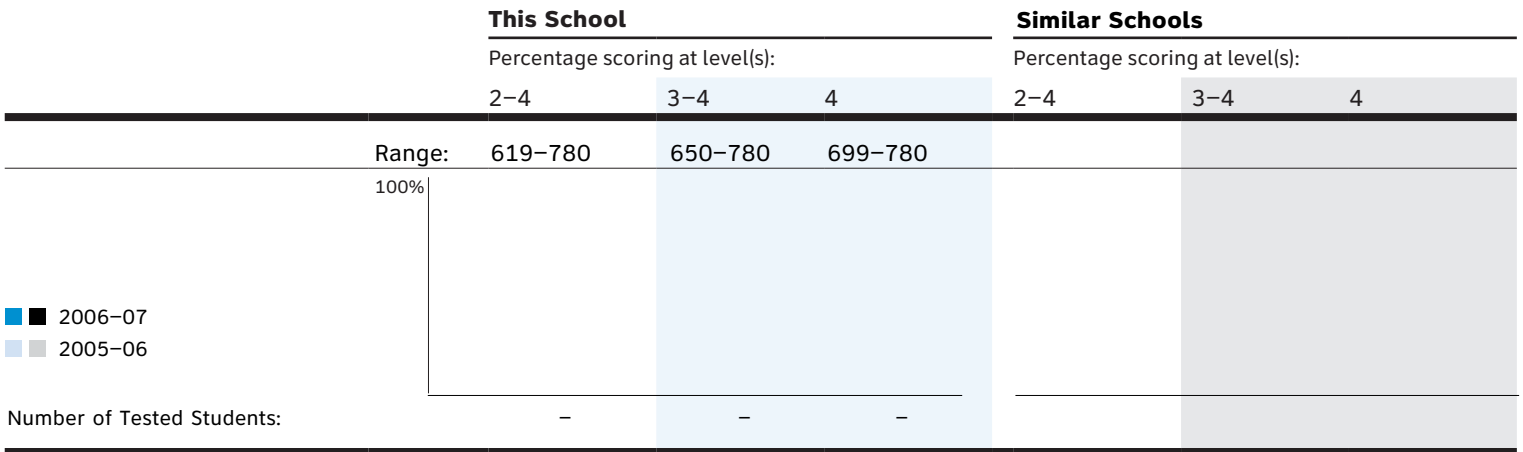 This School Similar Schools
Percentage scoring at level(s): Percentage scoring at level(s):
2–4 3–4 4 2–4 3–4 4
Range: 619–780 650–780 699–780
100%
2006–07
2005–06
Number of Tested Students: – – –